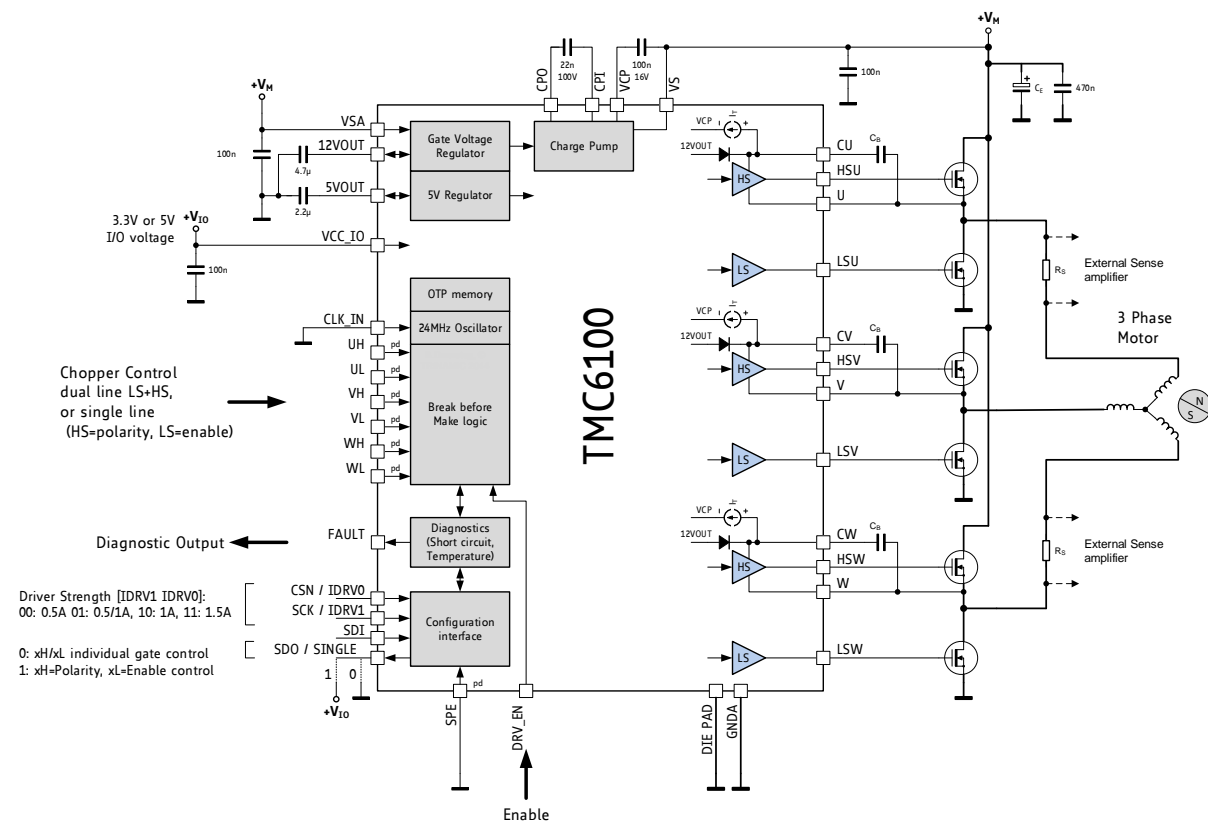 +VM
CPO
22n
100V
CPI
VCP
100n
16V
VS
100n
CE
470n
+VM
VSA
100n
12VOUT
4.7µ
5VOUT
2.2µ
Gate Voltage
Regulator
5V Regulator
Charge Pump
3.3V or 5V
I/O voltage
+VIO
VCC_IO
100n
OTP memory
CLK_IN
24MHz Oscillator
UH
pd
UL
VH
VL
WH
WL
pd
Break before
Make logic
Chopper Control
dual line LS+HS,
or single line
(HS=polarity, LS=enable)
TMC6100
FAULT
Diagnostic Output
Diagnostics
(Short circuit,
Temperature)
Driver Strength [IDRV1 IDRV0]:
00: 0.5A 01: 0.5/1A, 10: 1A, 11: 1.5A
CSN / IDRV0
SCK / IDRV1
SDI
SDO / SINGLE
0: xH/xL individual gate control
1: xH=Polarity, xL=Enable control
Configuration
interface
1
0
+VIO
pd
SPE
DRV_EN
Enable
DIE PAD
GNDA
VCP
+
12VOUT
HS
CU
CB
HSU
U
LS
LSU
RS
External Sense
amplifier
VCP
+
12VOUT
HS
CV
CB
HSV
V
LS
LSV
3 Phase
Motor
N
S
VCP
+
12VOUT
HS
CW
CB
HSW
W
LS
LSW
RS
External Sense
amplifier